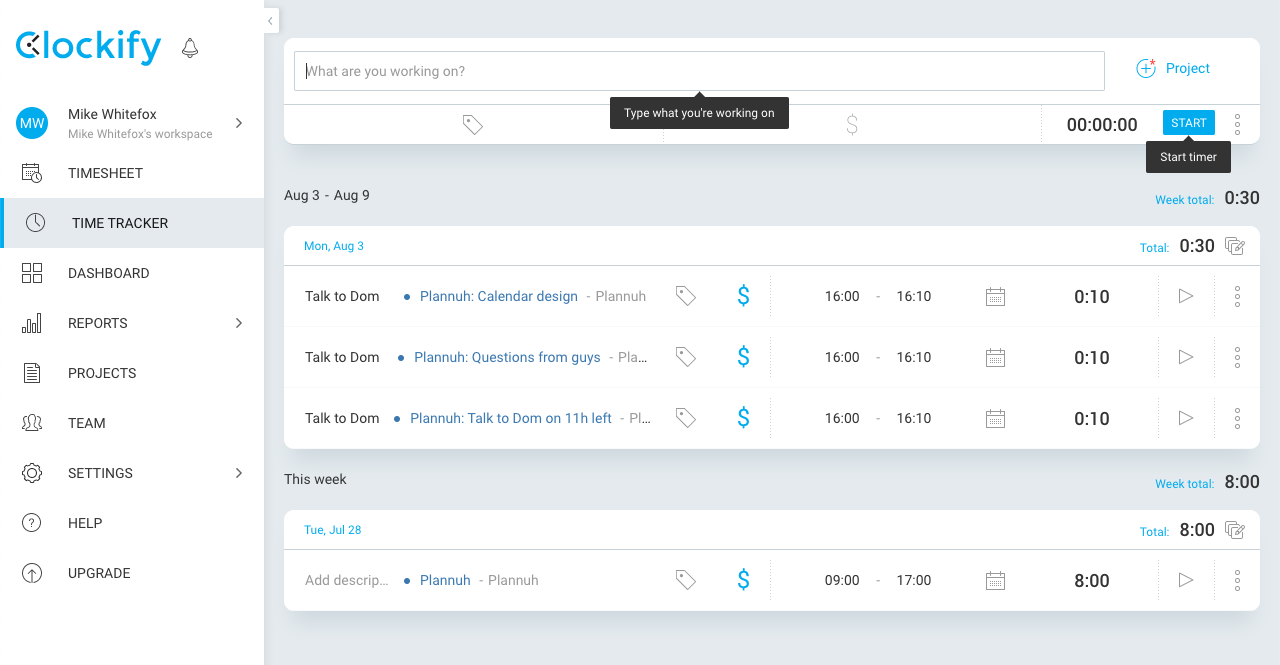 Clockify
MW
Mike Whitefox
Mike Whitefox's workspace
TIMESHEET
TIME TRACKER
DASHBOARD
REPORTS
PROJECTS
TEAM
SETTINGS
HELP
UPGRADE
What are you working on?
Project
Type what you're working on
00:00:00 START
Start timer
Aug 3 - Aug 9 Week total: 0:30
Mon, Aug 3 Total: 0:30
Talk to Dom • Plannuh: Calendar design - Plannuh $ 16:00 - 16:10 0:10
Talk to Dom • Plannuh: Questions from guys - Pla... $ 16:00 - 16:10 0:10
Talk to Dom • Plannuh: Talk to Dom on 11h left - Pl... $ 16:00 - 16:10 0:10
This week Week total: 8:00
Tue, Jul 28 Total: 8:00
Add descrip... • Plannuh - Plannuh $ 09:00 - 17:00 8:00